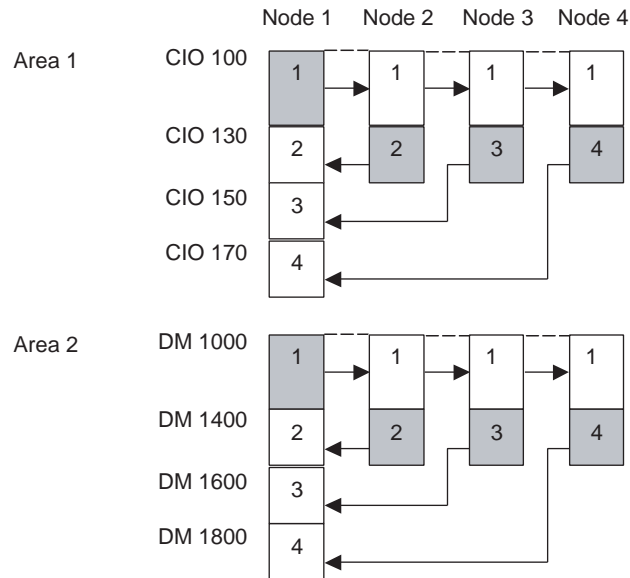 Node 1 Node 2 Node 3 Node 4
Area 1 CIO 100 1 1 1 1
CIO 130 2 2 3 4
CIO 150 3
CIO 170 4
Area 2 DM 1000 1 1 1 1
DM 1400 2 2 3 4
DM 1600 3
DM 1800 4